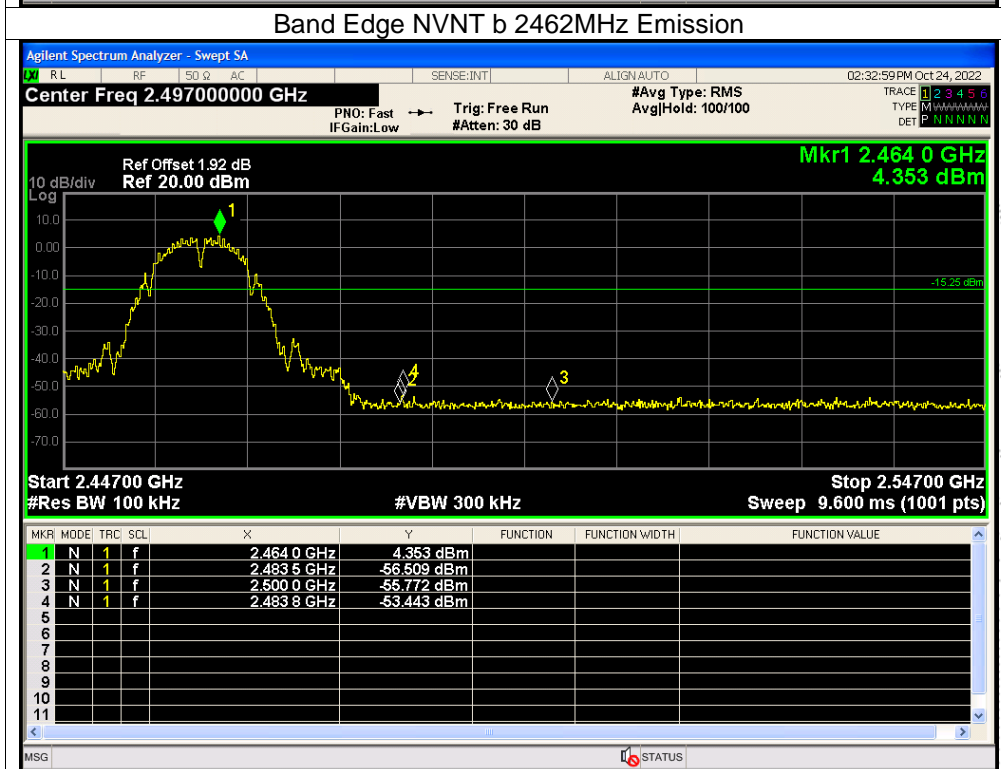 Band Edge NVNT b 2462MHz Emission
Agilent Spectrum Analyzer - Swept SA
LXI RL RF 50 Ω AC SENSE:INT ALIGN AUTO 02:32:59 PM Oct 24, 2022
Center Freq 2.497000000 GHz #Avg Type: RMS TRACE 1 2 3 4 5 6
PNO: Fast Trig: Free Run Avg|Hold: 100/100 TYPE M WWWWW
IFGain:Low #Atten: 30 dB DET P N N N N N
Mkr1 2.464 0 GHz
Ref Offset 1.92 dB
10 dB/div Ref 20.00 dBm 4.353 dBm
Log
1
10.0
0.00
-10.0
-15.25 dBm
-20.0
-30.0
-40.0
4
2
3
-50.0
-60.0
-70.0
Start 2.44700 GHz Stop 2.54700 GHz
#Res BW 100 kHz #VBW 300 kHz Sweep 9.600 ms (1001 pts)
MKR MODE TRC SCL X Y FUNCTION FUNCTION WIDTH FUNCTION VALUE
1 N 1 f 2.464 0 GHz 4.353 dBm
2 N 1 f 2.483 5 GHz -56.509 dBm
3 N 1 f 2.500 0 GHz -55.772 dBm
4 N 1 f 2.483 8 GHz -53.443 dBm
5
6
7
8
9
10
11
MSG STATUS